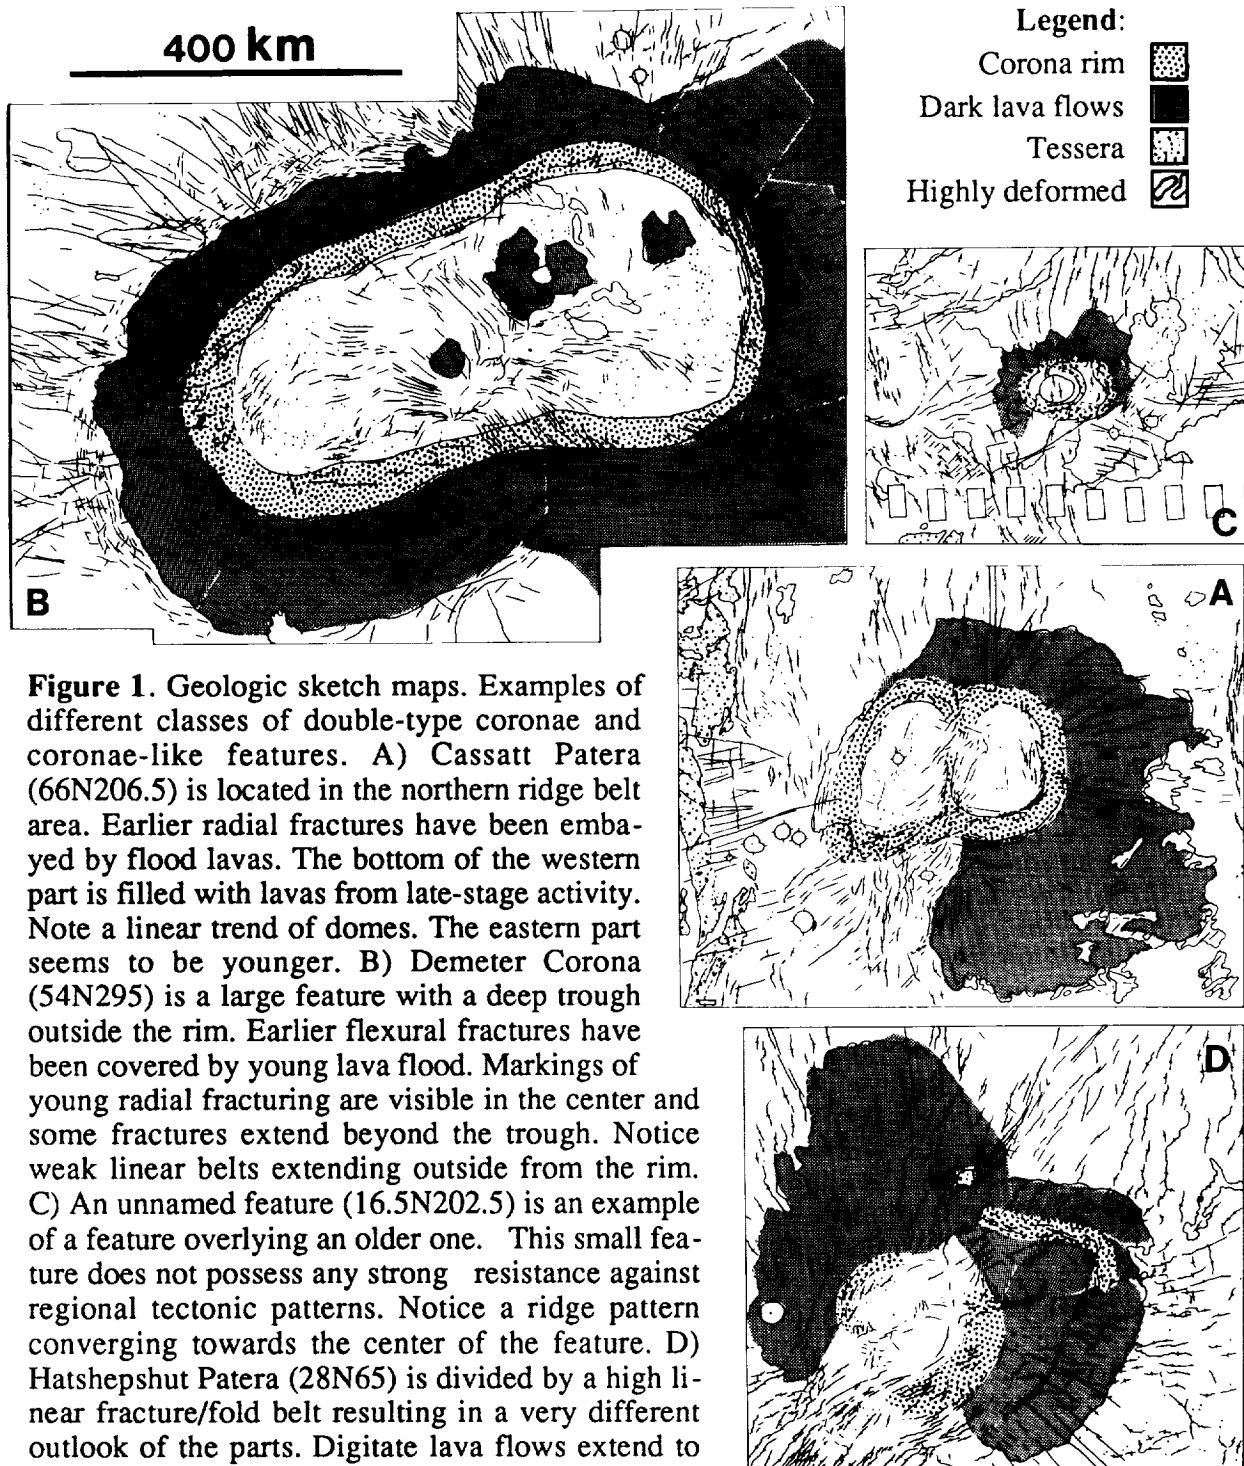 400 km
Legend:
Corona rim
Dark lava flows
Tessera
Highly deformed
B
C
A
D
Figure 1. Geologic sketch maps. Examples of
different classes of double-type coronae and
coronae-like features. A) Cassatt Patera
(66N206.5) is located in the northern ridge belt
area. Earlier radial fractures have been emba-
yed by flood lavas. The bottom of the western
part is filled with lavas from late-stage activity.
Note a linear trend of domes. The eastern part
seems to be younger. B) Demeter Corona
(54N295) is a large feature with a deep trough
outside the rim. Earlier flexural fractures have
been covered by young lava flood. Markings of
young radial fracturing are visible in the center and
some fractures extend beyond the trough. Notice
weak linear belts extending outside from the rim.
C) An unnamed feature (16.5N202.5) is an example
of a feature overlying an older one. This small fea-
ture does not possess any strong resistance against
regional tectonic patterns. Notice a ridge pattern
converging towards the center of the feature. D)
Hatshepshut Patera (28N65) is divided by a high li-
near fracture/fold belt resulting in a very different
outlook of the parts. Digitate lava flows extend to